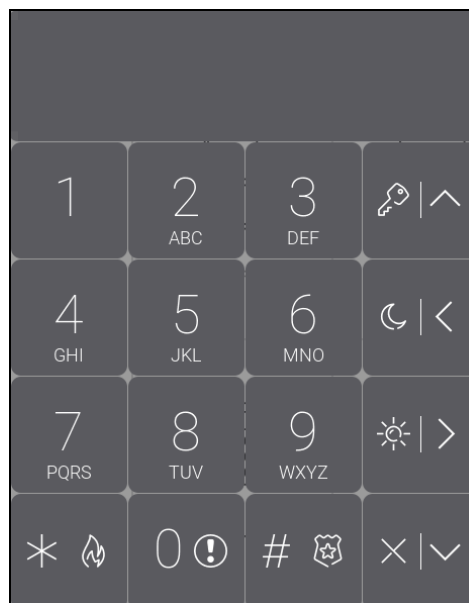 1 2 3
ABC DEF
4 5 6
GHI JKL MNO
7 8 9
PQRS TUV WXYZ
* 0 #